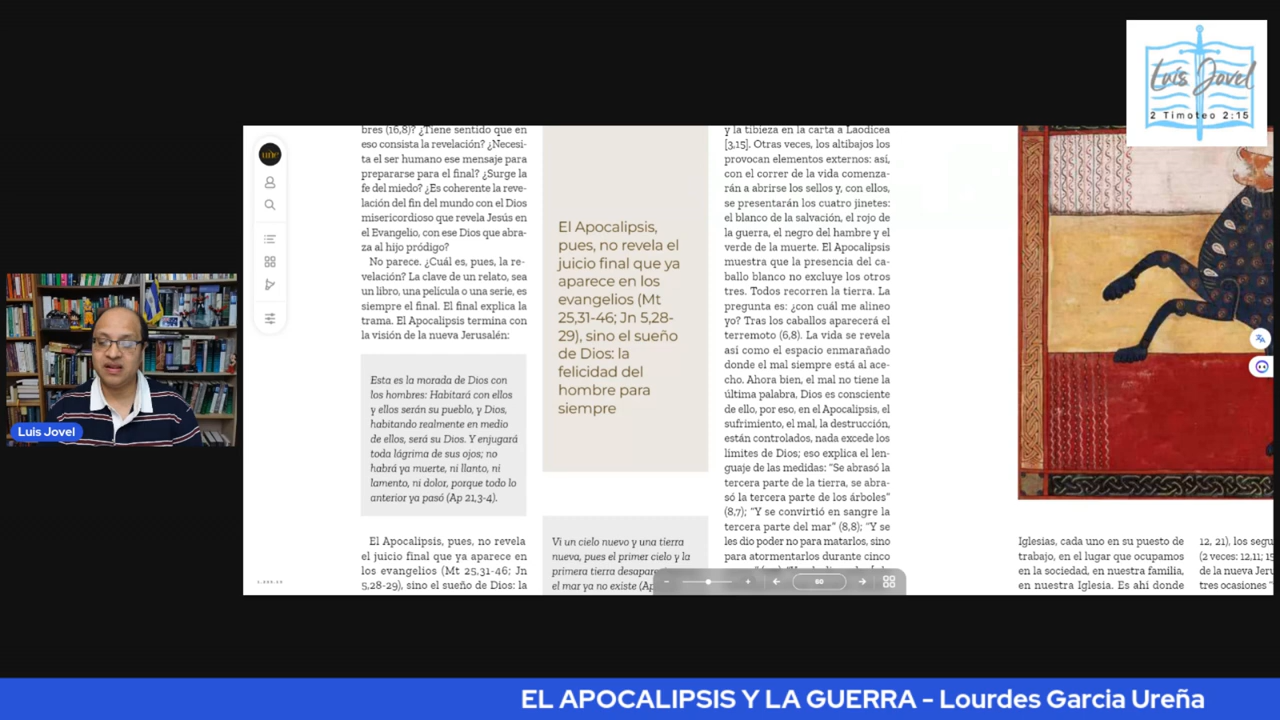 Luis Jovel
2 Timoteo 2:15
une
bres (16,8)? ¿Tiene sentido que en
eso consista la revelación? ¿Necesi-
ta el ser humano ese mensaje para
prepararse para el final? ¿Surge la
fe del miedo? ¿Es coherente la reve-
lación del fin del mundo con el Dios
misericordioso que revela Jesús en
el Evangelio, con ese Dios que abra-
za al hijo pródigo?
No parece. ¿Cuál es, pues, la re-
velación? La clave de un relato, sea
un libro, una película o una serie, es
siempre el final. El final explica la
trama. El Apocalipsis termina con
la visión de la nueva Jerusalén:
Esta es la morada de Dios con
los hombres: Habitará con ellos
y ellos serán su pueblo, y Dios,
habitando realmente en medio
de ellos, será su Dios. Y enjugará
toda lágrima de sus ojos; no
habrá ya muerte, ni llanto, ni
lamento, ni dolor, porque todo lo
anterior ya pasó (Ap 21,3-4).
El Apocalipsis, pues, no revela
el juicio final que ya aparece en
los evangelios (Mt 25,31-46; Jn
5,28-29), sino el sueño de Dios: la
El Apocalipsis,
pues, no revela el
juicio final que ya
aparece en los
evangelios (Mt
25,31-46; Jn 5,28-
29), sino el sueño
de Dios: la
felicidad del
hombre para
siempre
Vi un cielo nuevo y una tierra
nueva, pues el primer cielo y la
primera tierra desapare
el mar ya no existe (Ap
y la tibieza en la carta a Laodicea
[3,15]. Otras veces, los altibajos los
provocan elementos externos: así,
con el correr de la vida comenza-
rán a abrirse los sellos y, con ellos,
se presentarán los cuatro jinetes:
el blanco de la salvación, el rojo de
la guerra, el negro del hambre y el
verde de la muerte. El Apocalipsis
muestra que la presencia del ca-
ballo blanco no excluye los otros
tres. Todos recorren la tierra. La
pregunta es: ¿con cuál me alineo
yo? Tras los caballos aparecerá el
terremoto (6,8). La vida se revela
así como el espacio enmarañado
donde el mal siempre está al ace-
cho. Ahora bien, el mal no tiene la
última palabra, Dios es consciente
de ello, por eso, en el Apocalipsis, el
sufrimiento, el mal, la destrucción,
están controlados, nada excede los
límites de Dios; eso explica el len-
guaje de las medidas: “Se abrasó la
tercera parte de la tierra, se abra-
só la tercera parte de los árboles”
(8,7); “Y se convirtió en sangre la
tercera parte del mar” (8,8); “Y se
les dio poder no para matarlos, sino
para atormentarlos durante cinco
Iglesias, cada uno en su puesto de
trabajo, en el lugar que ocupamos
en la sociedad, en nuestra familia,
en nuestra Iglesia. Es ahí donde
12, 21), los segu
(2 veces: 12,11; 15
de la nueva Jeru
tres ocasiones “
60
Luis Jovel
EL APOCALIPSIS Y LA GUERRA - Lourdes Garcia Ureña